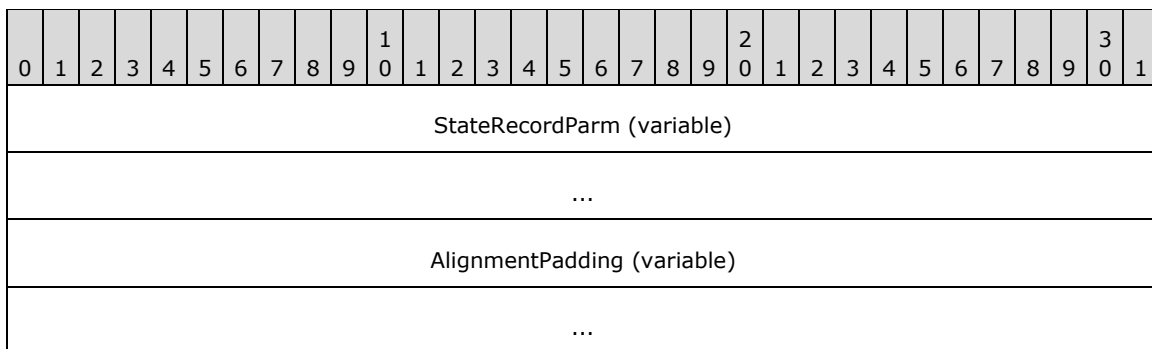 1 2 3
0 1 2 3 4 5 6 7 8 9 0 1 2 3 4 5 6 7 8 9 0 1 2 3 4 5 6 7 8 9 0 1
StateRecordParm (variable)
...
AlignmentPadding (variable)
...